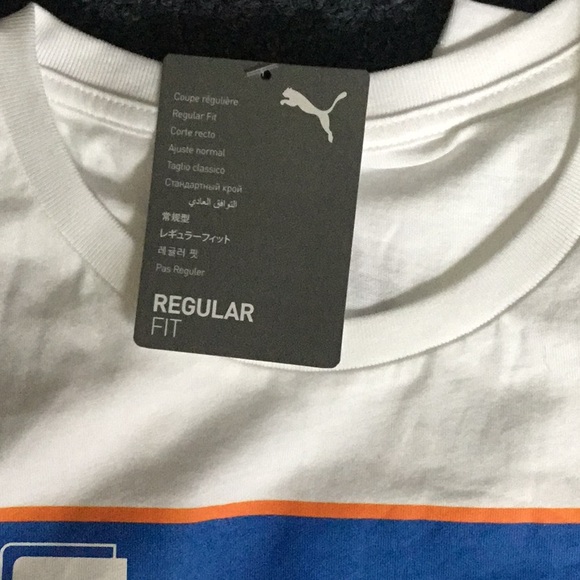 Coupe régulière
Regular Fit
Corte recto
Ajuste normal
Taglio classico
Стандартный крой
التوافق العادي
常规型
レギュラーフィット
레귤러 핏
Pas Reguler
REGULAR
FIT